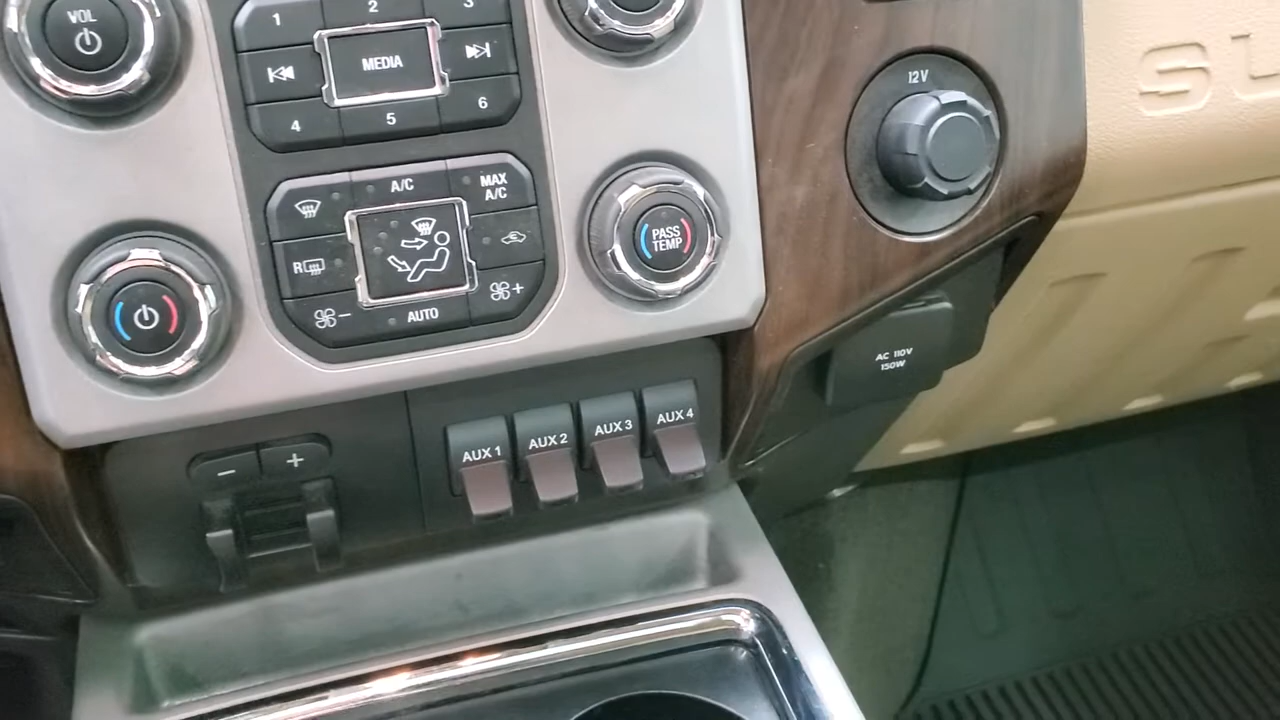 VOL
1
2
3
MEDIA
4
5
6
12V
SU
A/C
MAX
A/C
R
PASS
TEMP
−
AUTO
+
AC 110V
150W
−
+
AUX 1
AUX 2
AUX 3
AUX 4